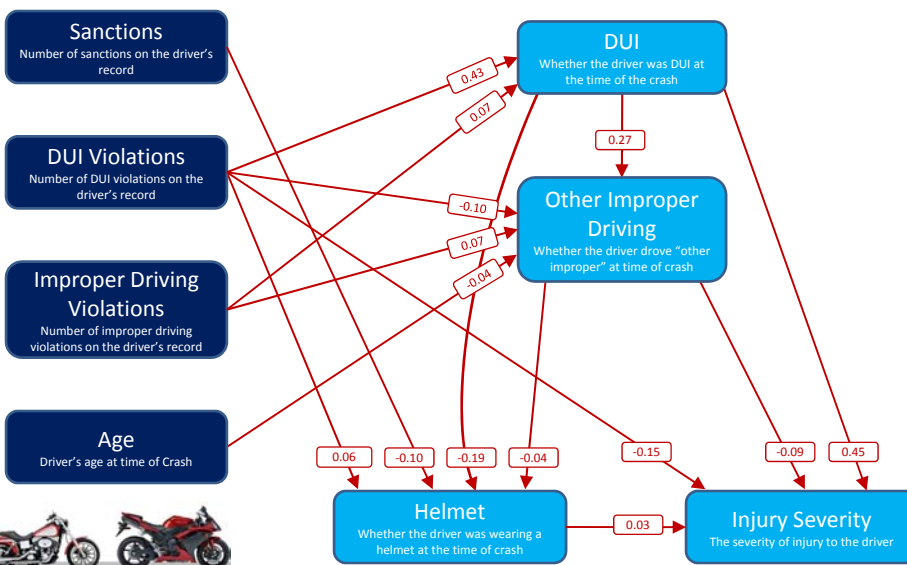 Sanctions
Number of sanctions on the driver's
record
DUI
Whether the driver was DUI at
the time of the crash
0.43
0.07
0.27
DUI Violations
Number of DUI violations on the
driver's record
Other Improper
Driving
Whether the driver drove “other
improper” at time of crash
-0.10
0.07
-0.04
Improper Driving
Violations
Number of improper driving
violations on the driver's record
Age
Driver's age at time of Crash
0.06
-0.10
-0.19
-0.04
-0.15
-0.09
0.45
Helmet
Whether the driver was wearing a
helmet at the time of crash
0.03
Injury Severity
The severity of injury to the driver